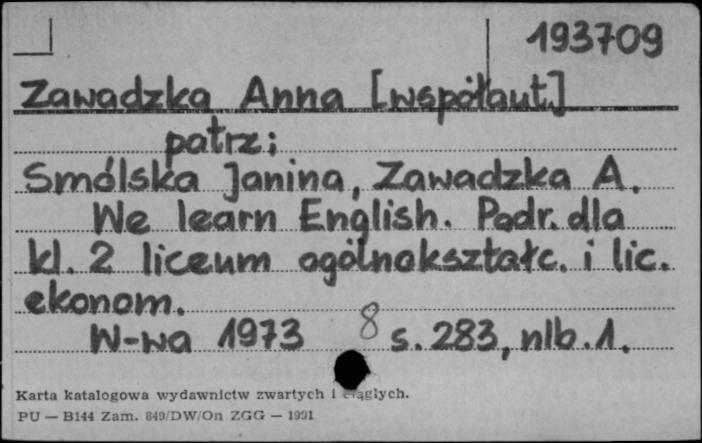 193709
Zawadzka Anna [współaut.]
patrz:
Smólska Janina, Zawadzka A.
We learn English. Podr. dla
kl. 2 liceum ogólnokształc. i lic.
ekonom.
W-wa 1973 8 s. 283, nlb. 1.
Karta katalogowa wydawnictw zwartych i ciągłych.
PU — B144 Zam. 849/DW/On ZGG — 1991